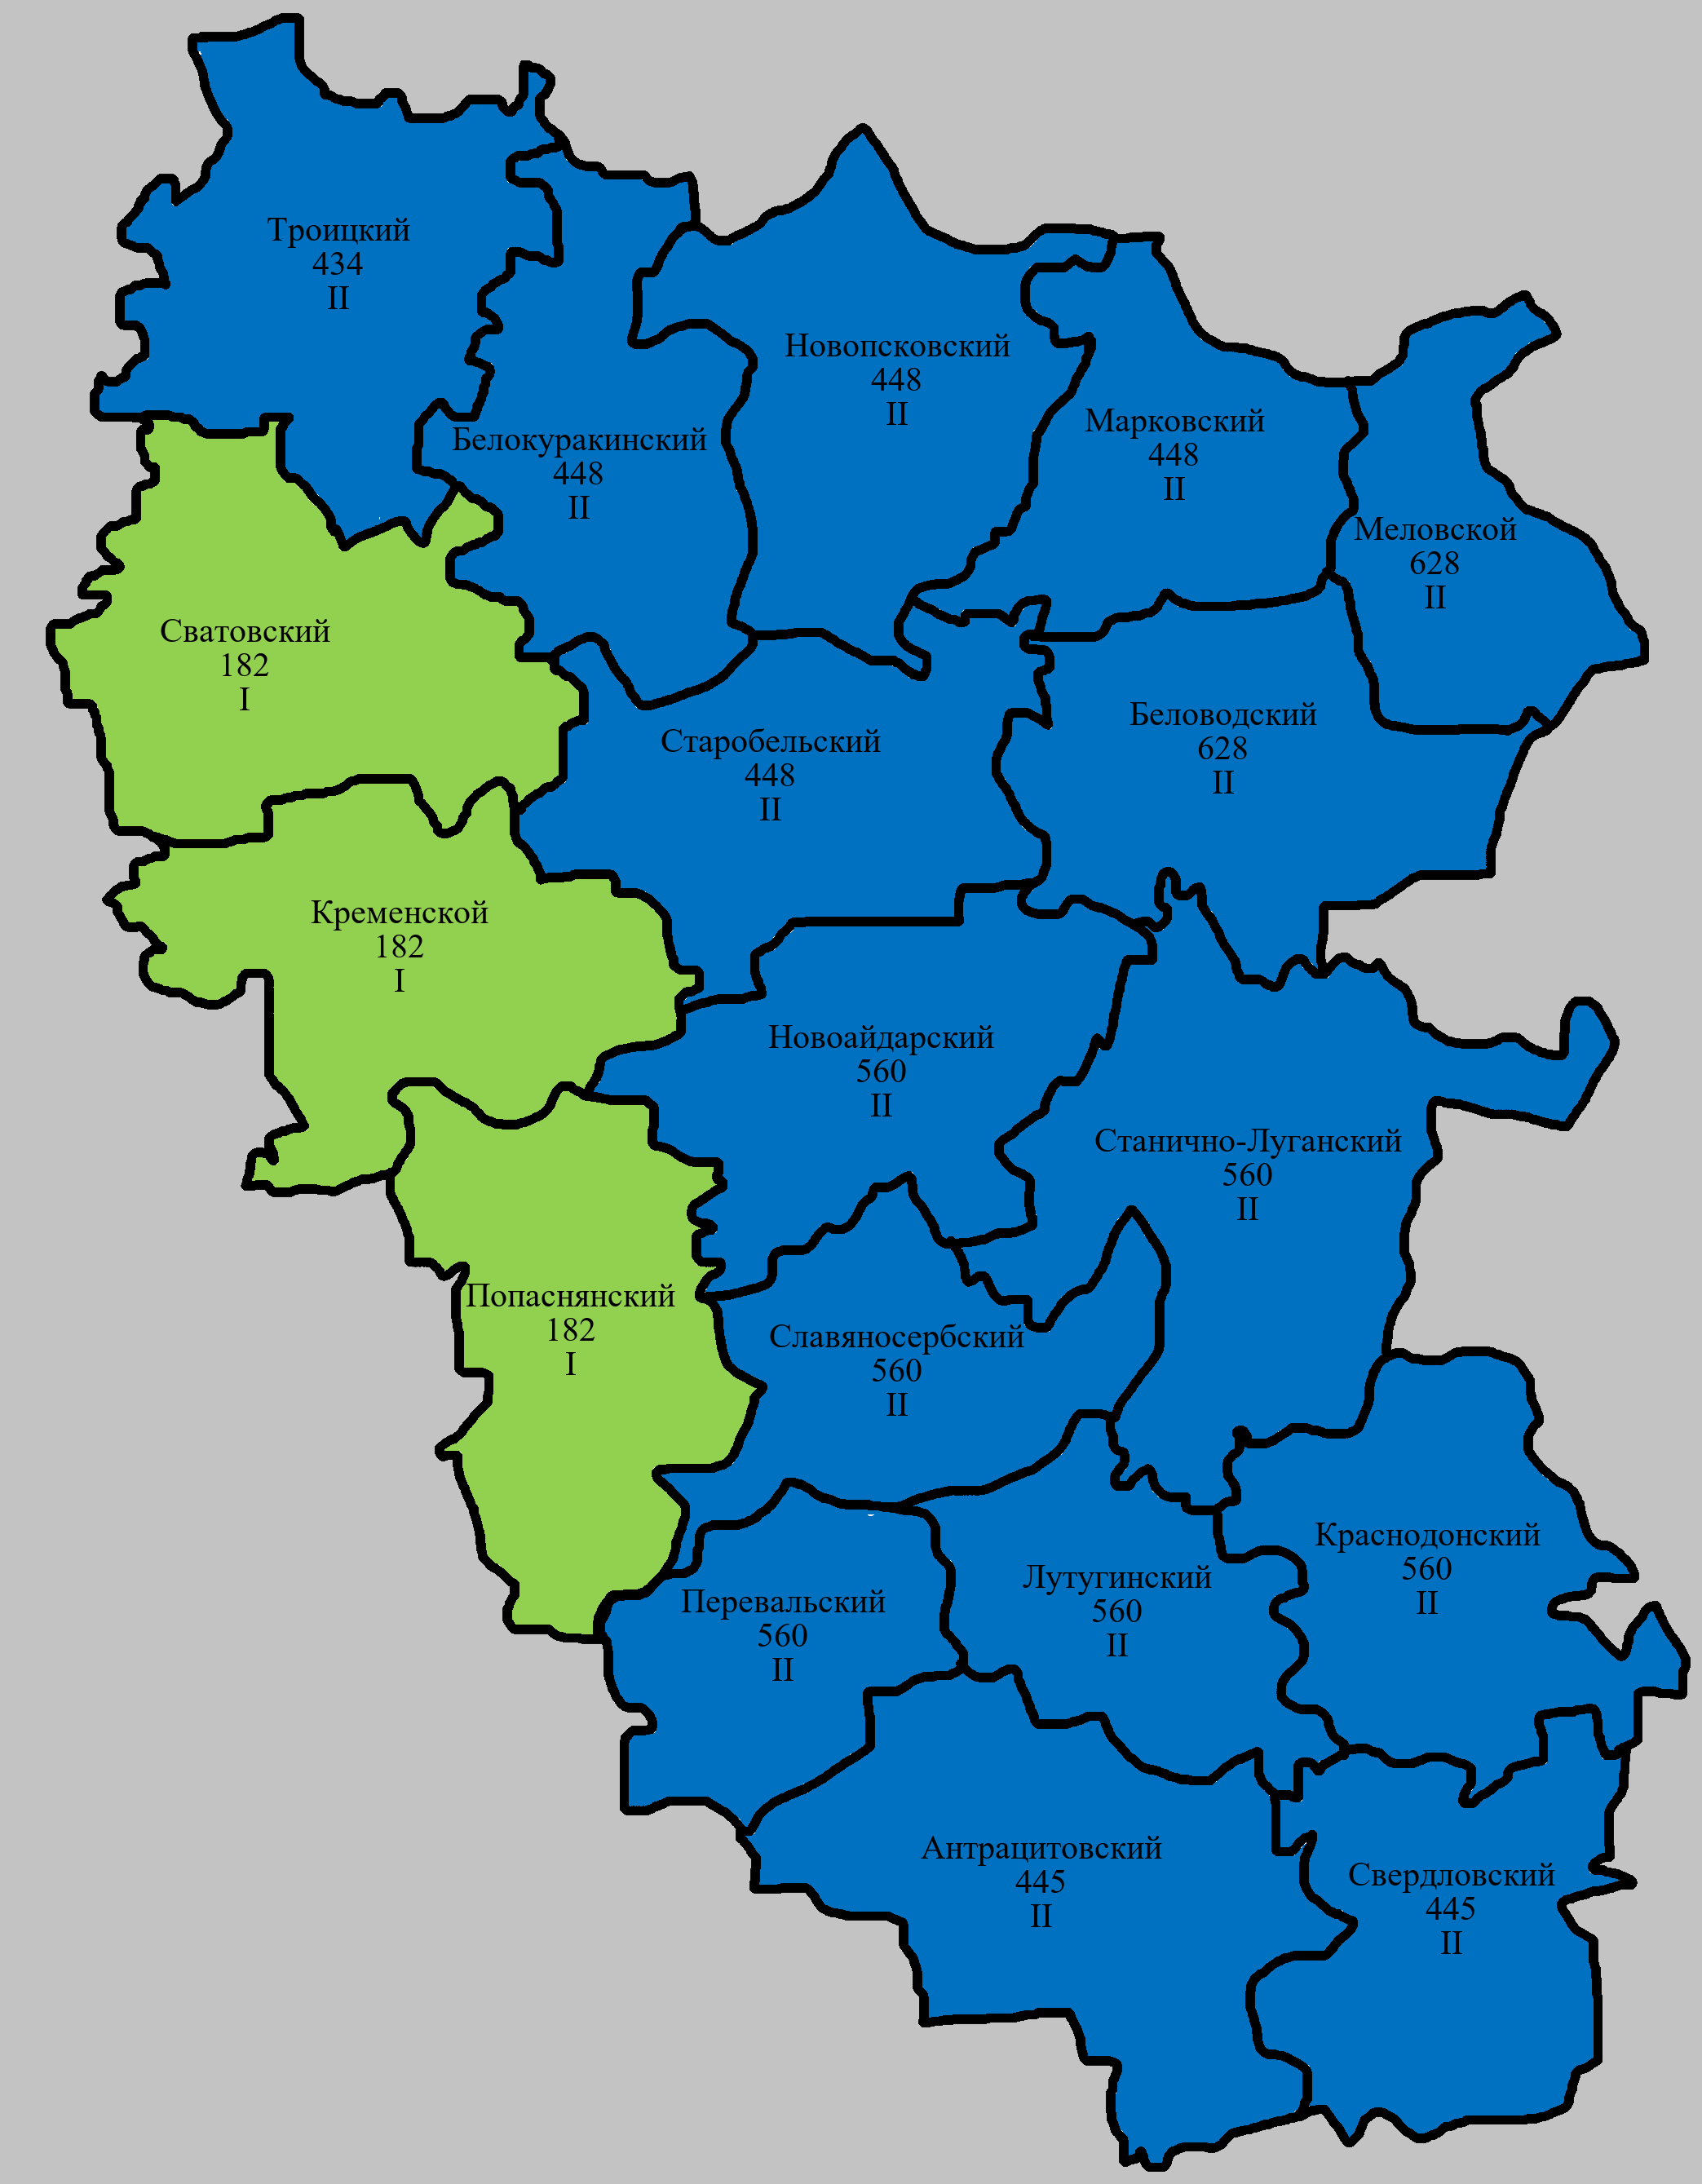 Троицкий
434
II
Новопсковский
448
II
Белокуракинский
448
II
Марковский
448
II
Меловской
628
II
Сватовский
182
I
Старобельский
448
II
Беловодский
628
II
Кременской
182
I
Новоайдарский
560
II
Станично-Луганский
560
II
Попаснянский
182
I
Славяносербский
560
II
Краснодонский
560
II
Лутугинский
560
II
Перевальский
560
II
Антрацитовский
445
II
Свердловский
445
II